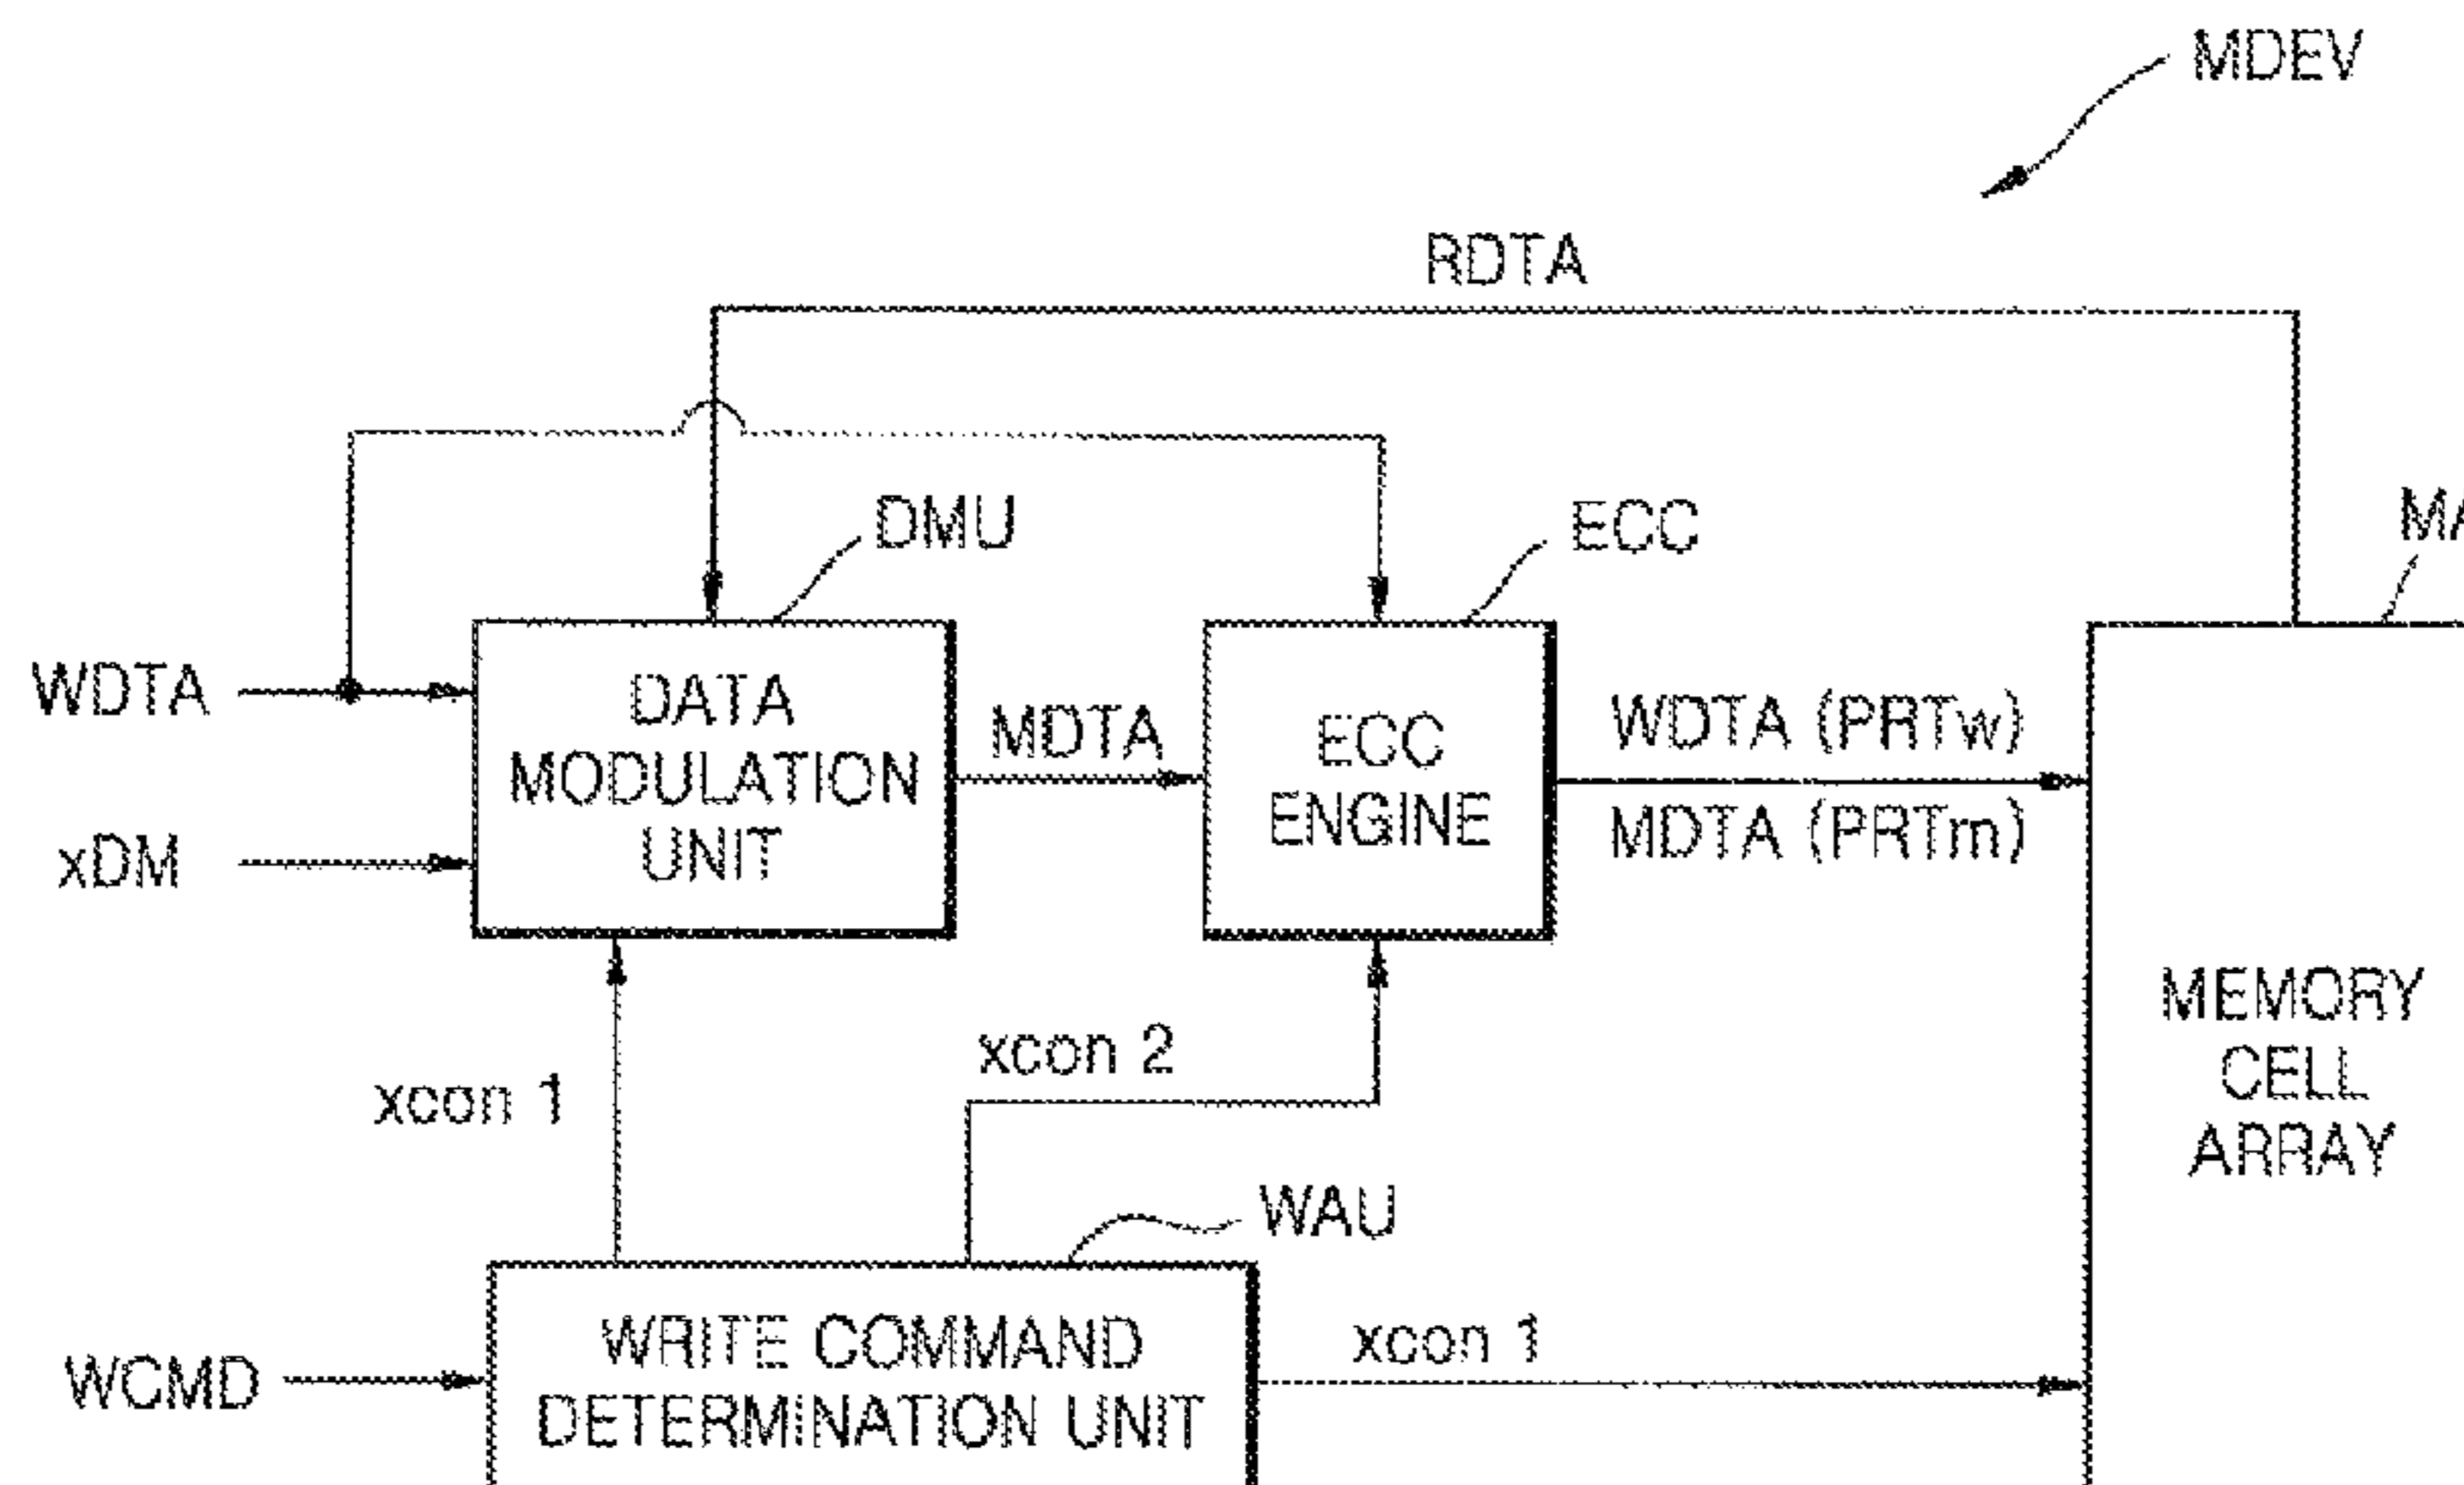 MDEV
RDTA
DMU
ECC
WDTA
DATA
MODULATION
UNIT
MDTA
ECC
ENGINE
WDTA (PRTw)
MDTA (PRTm)
xDM
MEMORY
CELL
ARRAY
xcon 1
xcon 2
WAU
WCMD
WRITE COMMAND
DETERMINATION UNIT
xcon 1